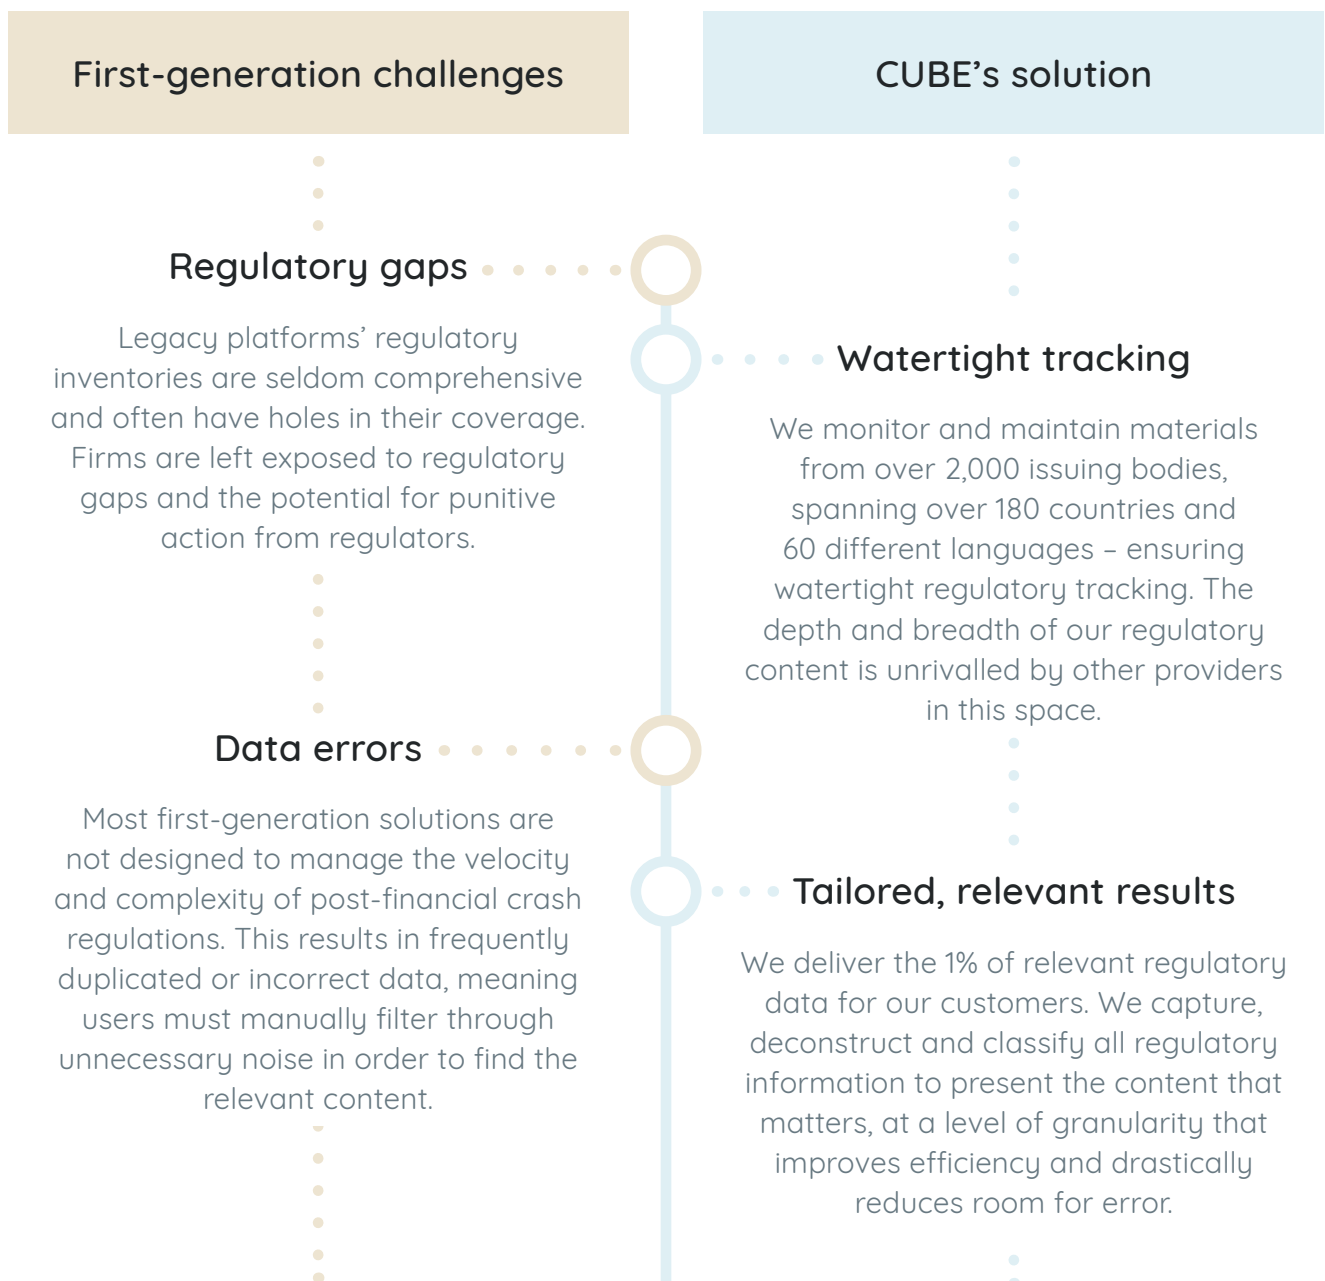 First-generation challenges
CUBE’s solution
Regulatory gaps
Legacy platforms’ regulatory
inventories are seldom comprehensive
and often have holes in their coverage.
Firms are left exposed to regulatory
gaps and the potential for punitive
action from regulators.
Watertight tracking
We monitor and maintain materials
from over 2,000 issuing bodies,
spanning over 180 countries and
60 different languages – ensuring
watertight regulatory tracking. The
depth and breadth of our regulatory
content is unrivalled by other providers
in this space.
Data errors
Most first-generation solutions are
not designed to manage the velocity
and complexity of post-financial crash
regulations. This results in frequently
duplicated or incorrect data, meaning
users must manually filter through
unnecessary noise in order to find the
relevant content.
Tailored, relevant results
We deliver the 1% of relevant regulatory
data for our customers. We capture,
deconstruct and classify all regulatory
information to present the content that
matters, at a level of granularity that
improves efficiency and drastically
reduces room for error.